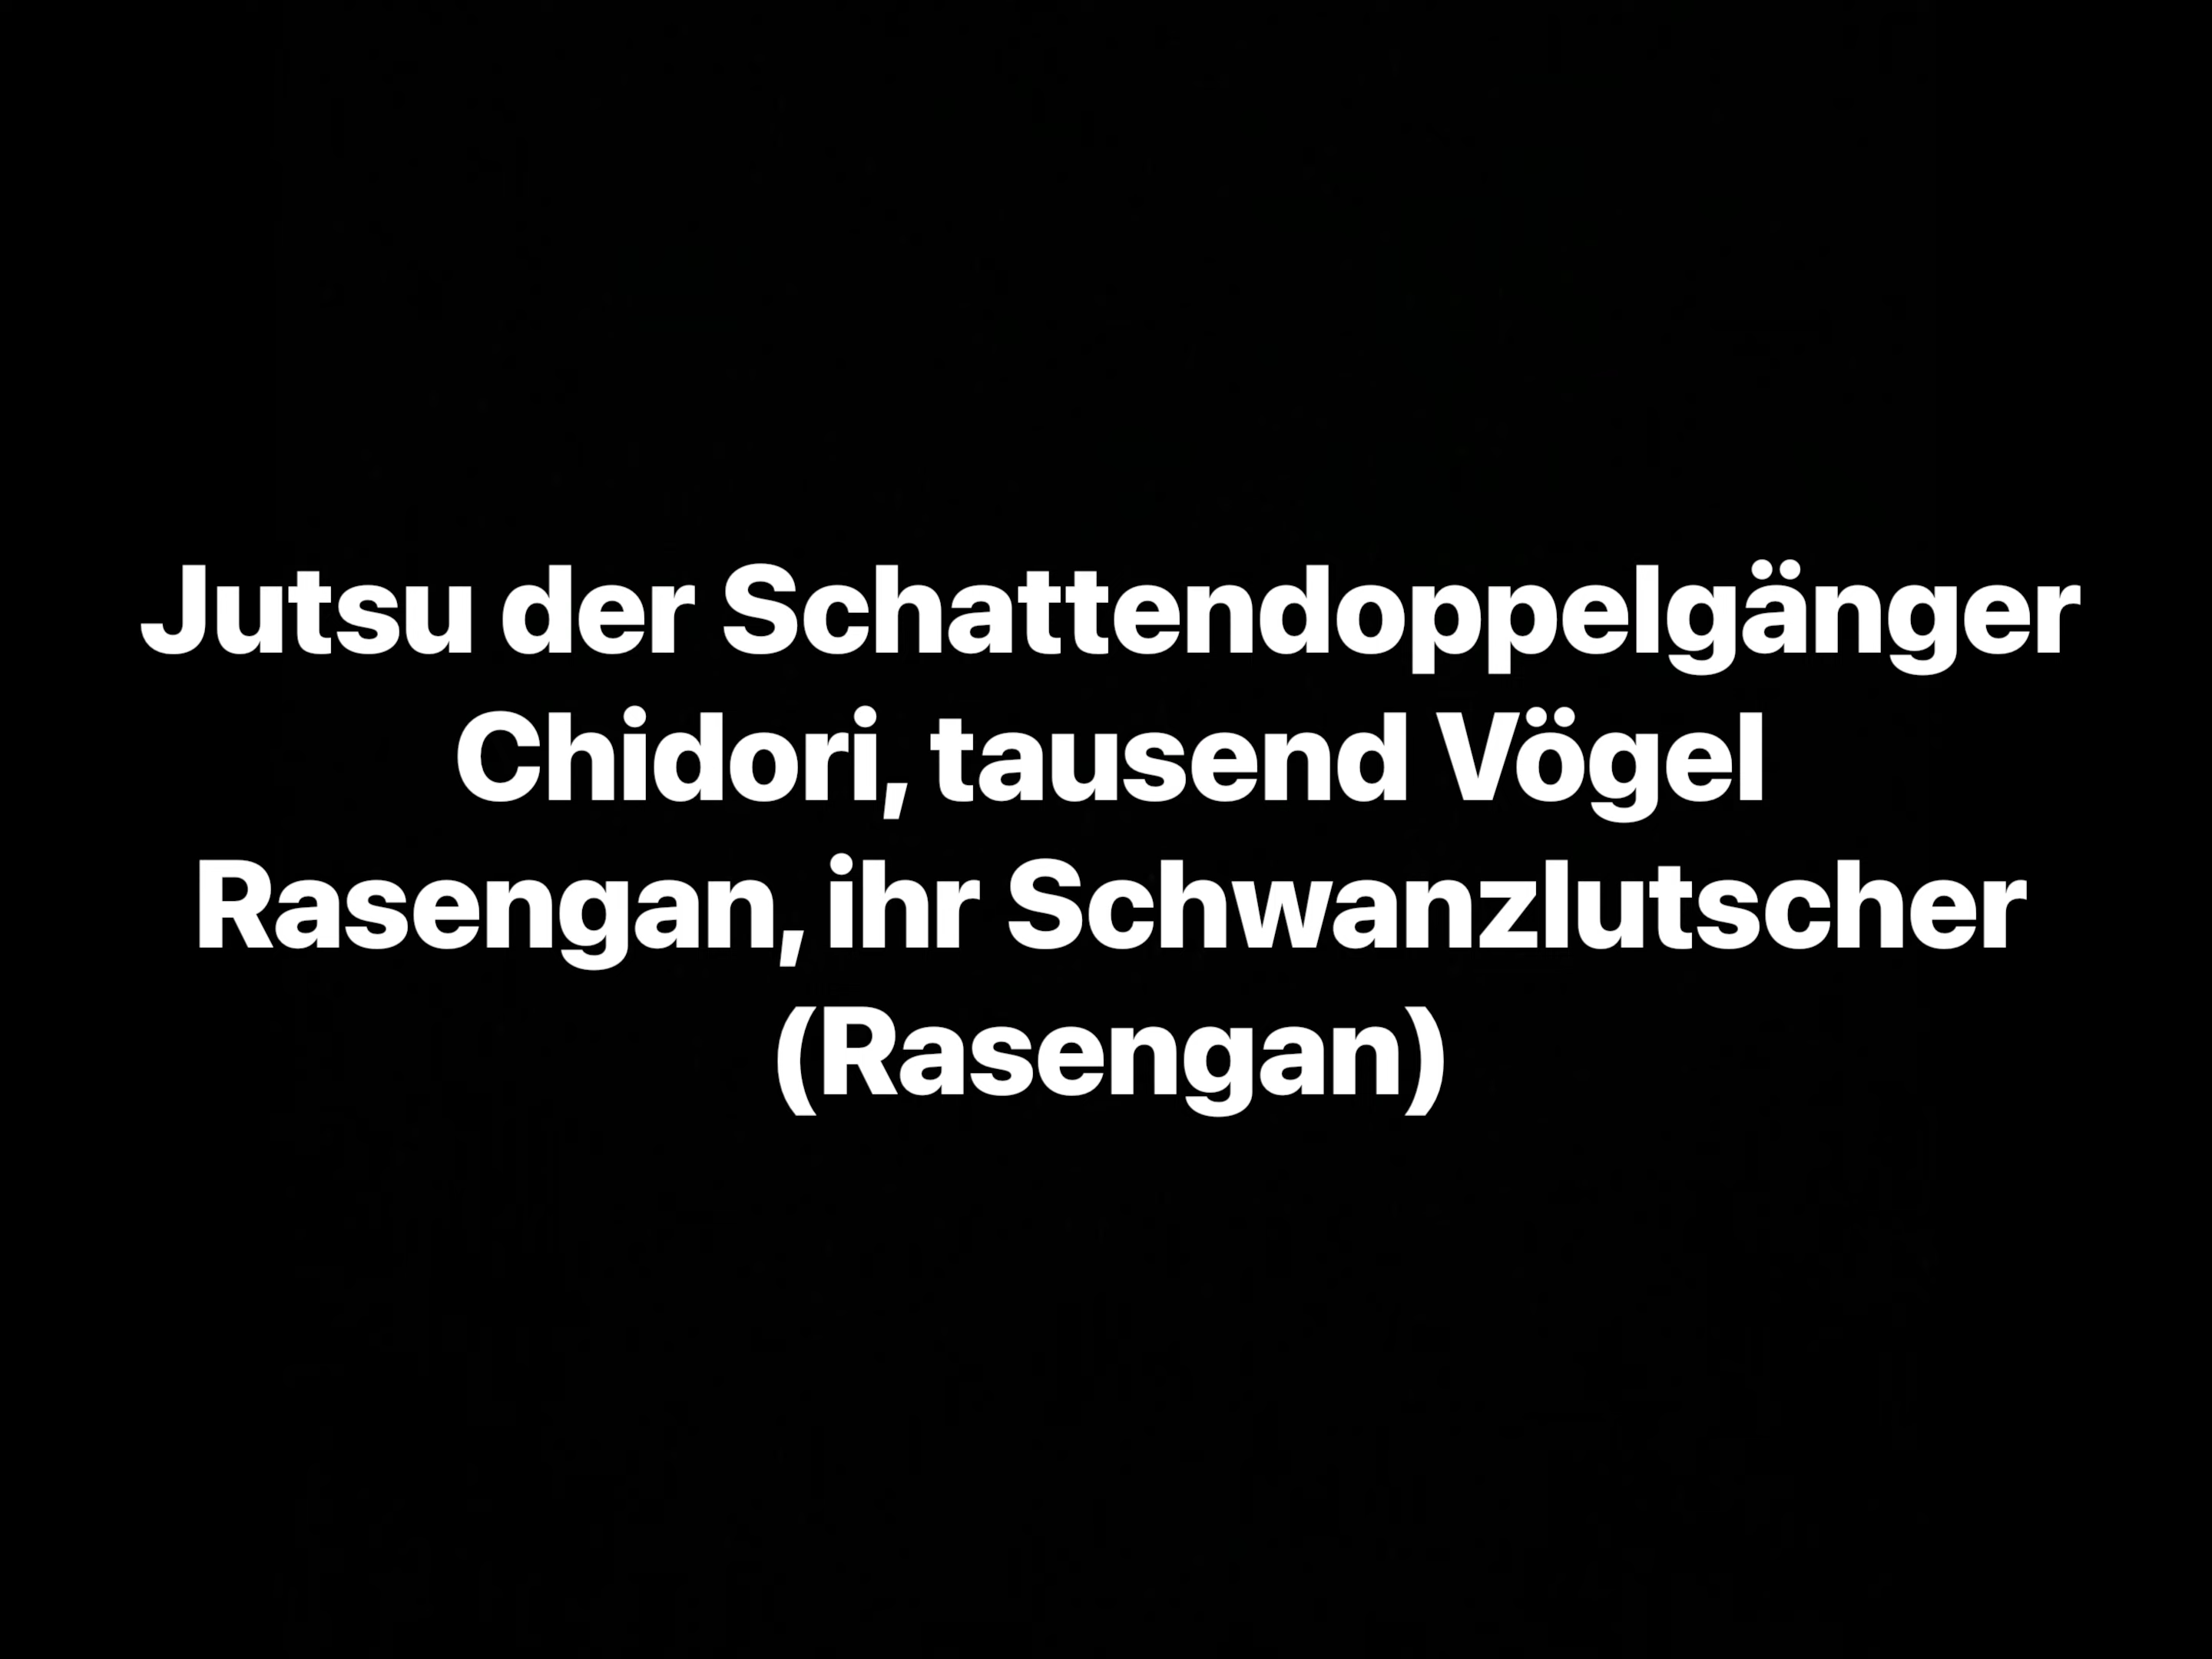 Jutsu der Schattendoppelgänger
Chidori, tausend Vögel
Rasengan, ihr Schwanzlutscher
(Rasengan)